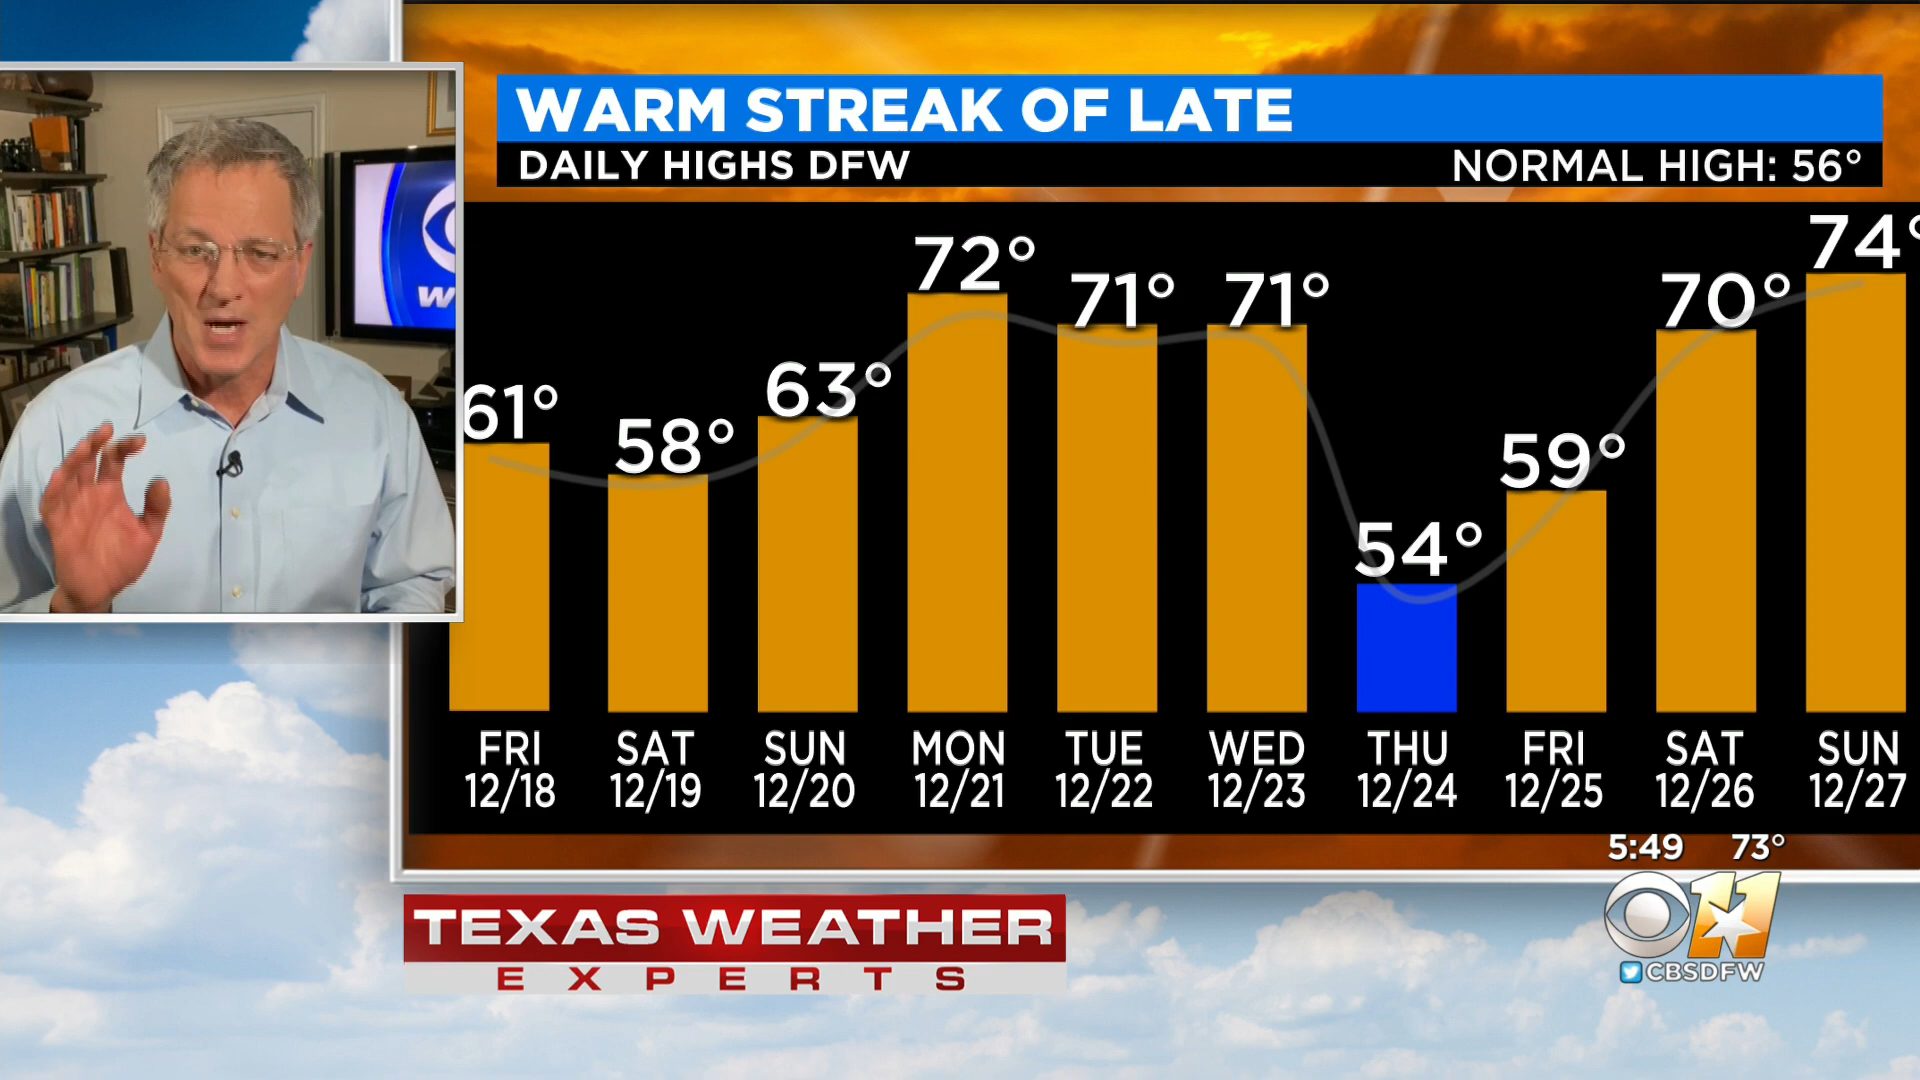 WARM STREAK OF LATE
DAILY HIGHS DFW
NORMAL HIGH: 56°
61°
58°
63°
72°
71°
71°
54°
59°
70°
74°
FRI
12/18
SAT
12/19
SUN
12/20
MON
12/21
TUE
12/22
WED
12/23
THU
12/24
FRI
12/25
SAT
12/26
SUN
12/27
5:49 73°
11
CBSDFW
TEXAS WEATHER
EXPERTS
W